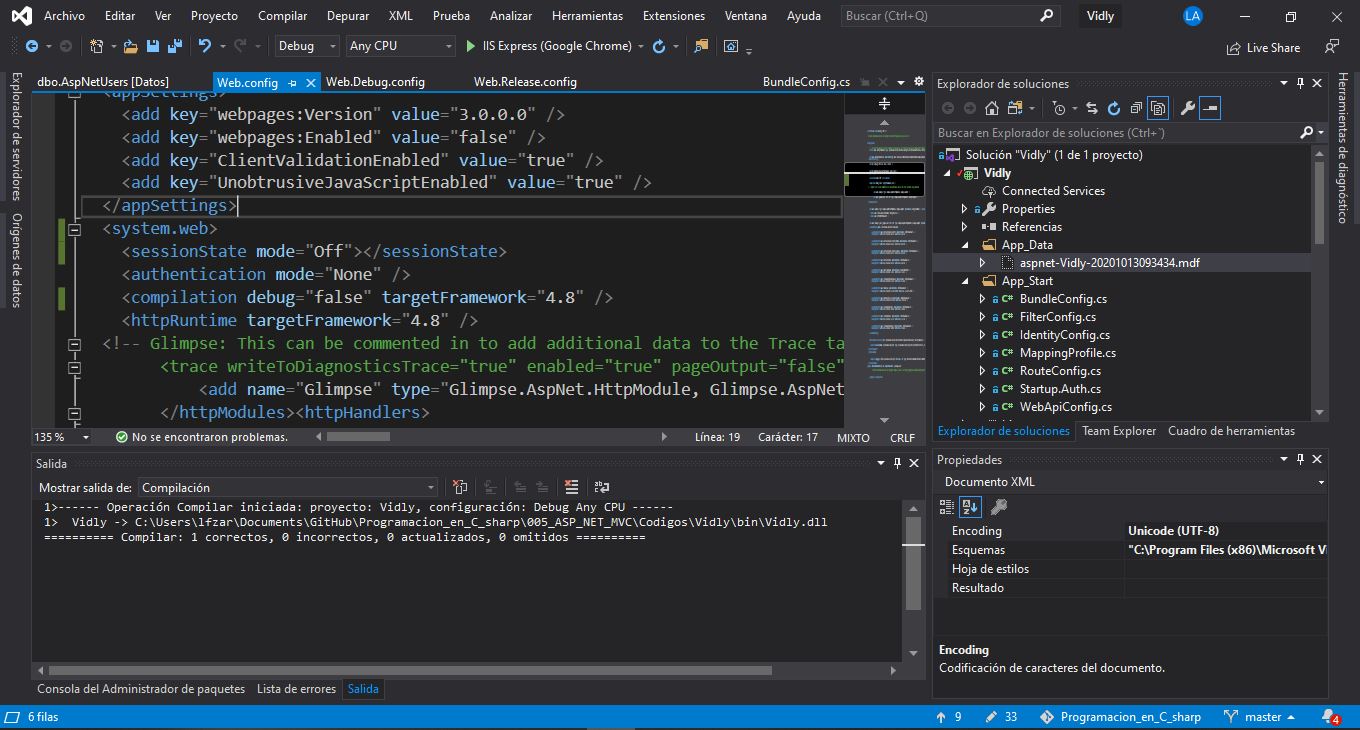 Archivo Editar Ver Proyecto Compilar Depurar XML Prueba Analizar Herramientas Extensiones Ventana Ayuda Buscar (Ctrl+Q) Vidly LA
Debug Any CPU IIS Express (Google Chrome) Live Share
Explorador de servidores
Orígenes de datos
dbo.AspNetUsers [Datos] Web.config Web.Debug.config Web.Release.config BundleConfig.cs
<appSettings>
<add key="webpages:Version" value="3.0.0.0" />
<add key="webpages:Enabled" value="false" />
<add key="ClientValidationEnabled" value="true" />
<add key="UnobtrusiveJavaScriptEnabled" value="true" />
</appSettings>
<system.web>
<sessionState mode="Off"></sessionState>
<authentication mode="None" />
<compilation debug="false" targetFramework="4.8" />
<httpRuntime targetFramework="4.8" />
<!-- Glimpse: This can be commented in to add additional data to the Trace ta
<trace writeToDiagnosticsTrace="true" enabled="true" pageOutput="false"
<add name="Glimpse" type="Glimpse.AspNet.HttpModule, Glimpse.AspNet
</httpModules><httpHandlers>
135 % No se encontraron problemas. Línea: 19 Carácter: 17 MIXTO CRLF
Salida
Mostrar salida de: Compilación
1>------ Operación Compilar iniciada: proyecto: Vidly, configuración: Debug Any CPU ------
1> Vidly -> C:\Users\lfzar\Documents\GitHub\Programacion_en_C_sharp\005_ASP_NET_MVC\Codigos\Vidly\bin\Vidly.dll
========== Compilar: 1 correctos, 0 incorrectos, 0 actualizados, 0 omitidos ==========
Consola del Administrador de paquetes Lista de errores Salida
Explorador de soluciones
Buscar en Explorador de soluciones (Ctrl+`)
Solución "Vidly" (1 de 1 proyecto)
Vidly
Connected Services
Properties
Referencias
App_Data
aspnet-Vidly-20201013093434.mdf
App_Start
BundleConfig.cs
FilterConfig.cs
IdentityConfig.cs
MappingProfile.cs
RouteConfig.cs
Startup.Auth.cs
WebApiConfig.cs
Explorador de soluciones Team Explorer Cuadro de herramientas
Propiedades
Documento XML
Encoding Unicode (UTF-8)
Esquemas "C:\Program Files (x86)\Microsoft Vi
Hoja de estilos
Resultado
Encoding
Codificación de caracteres del documento.
Herramientas de diagnóstico
6 filas 9 33 Programacion_en_C_sharp master 4